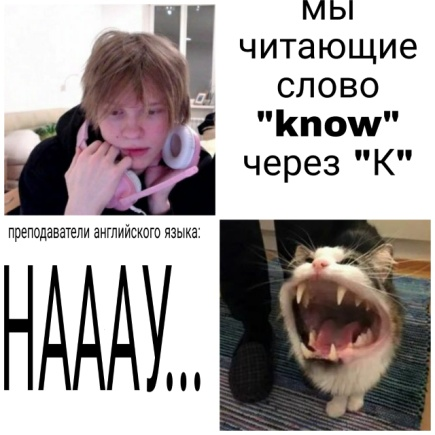 мы
читающие
слово
"know"
через "К"
преподаватели английского языка:
НАААУ...